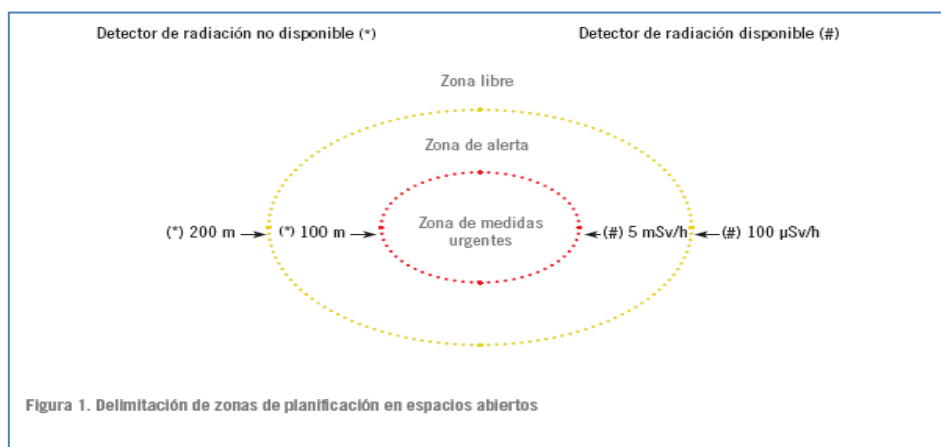 Detector de radiación no disponible (*)
Detector de radiación disponible (#)
Zona libre
Zona de alerta
Zona de medidas
urgentes
(*) 200 m
(*) 100 m
(#) 5 mSv/h
(#) 100 µSv/h
Figura 1. Delimitación de zonas de planificación en espacios abiertos